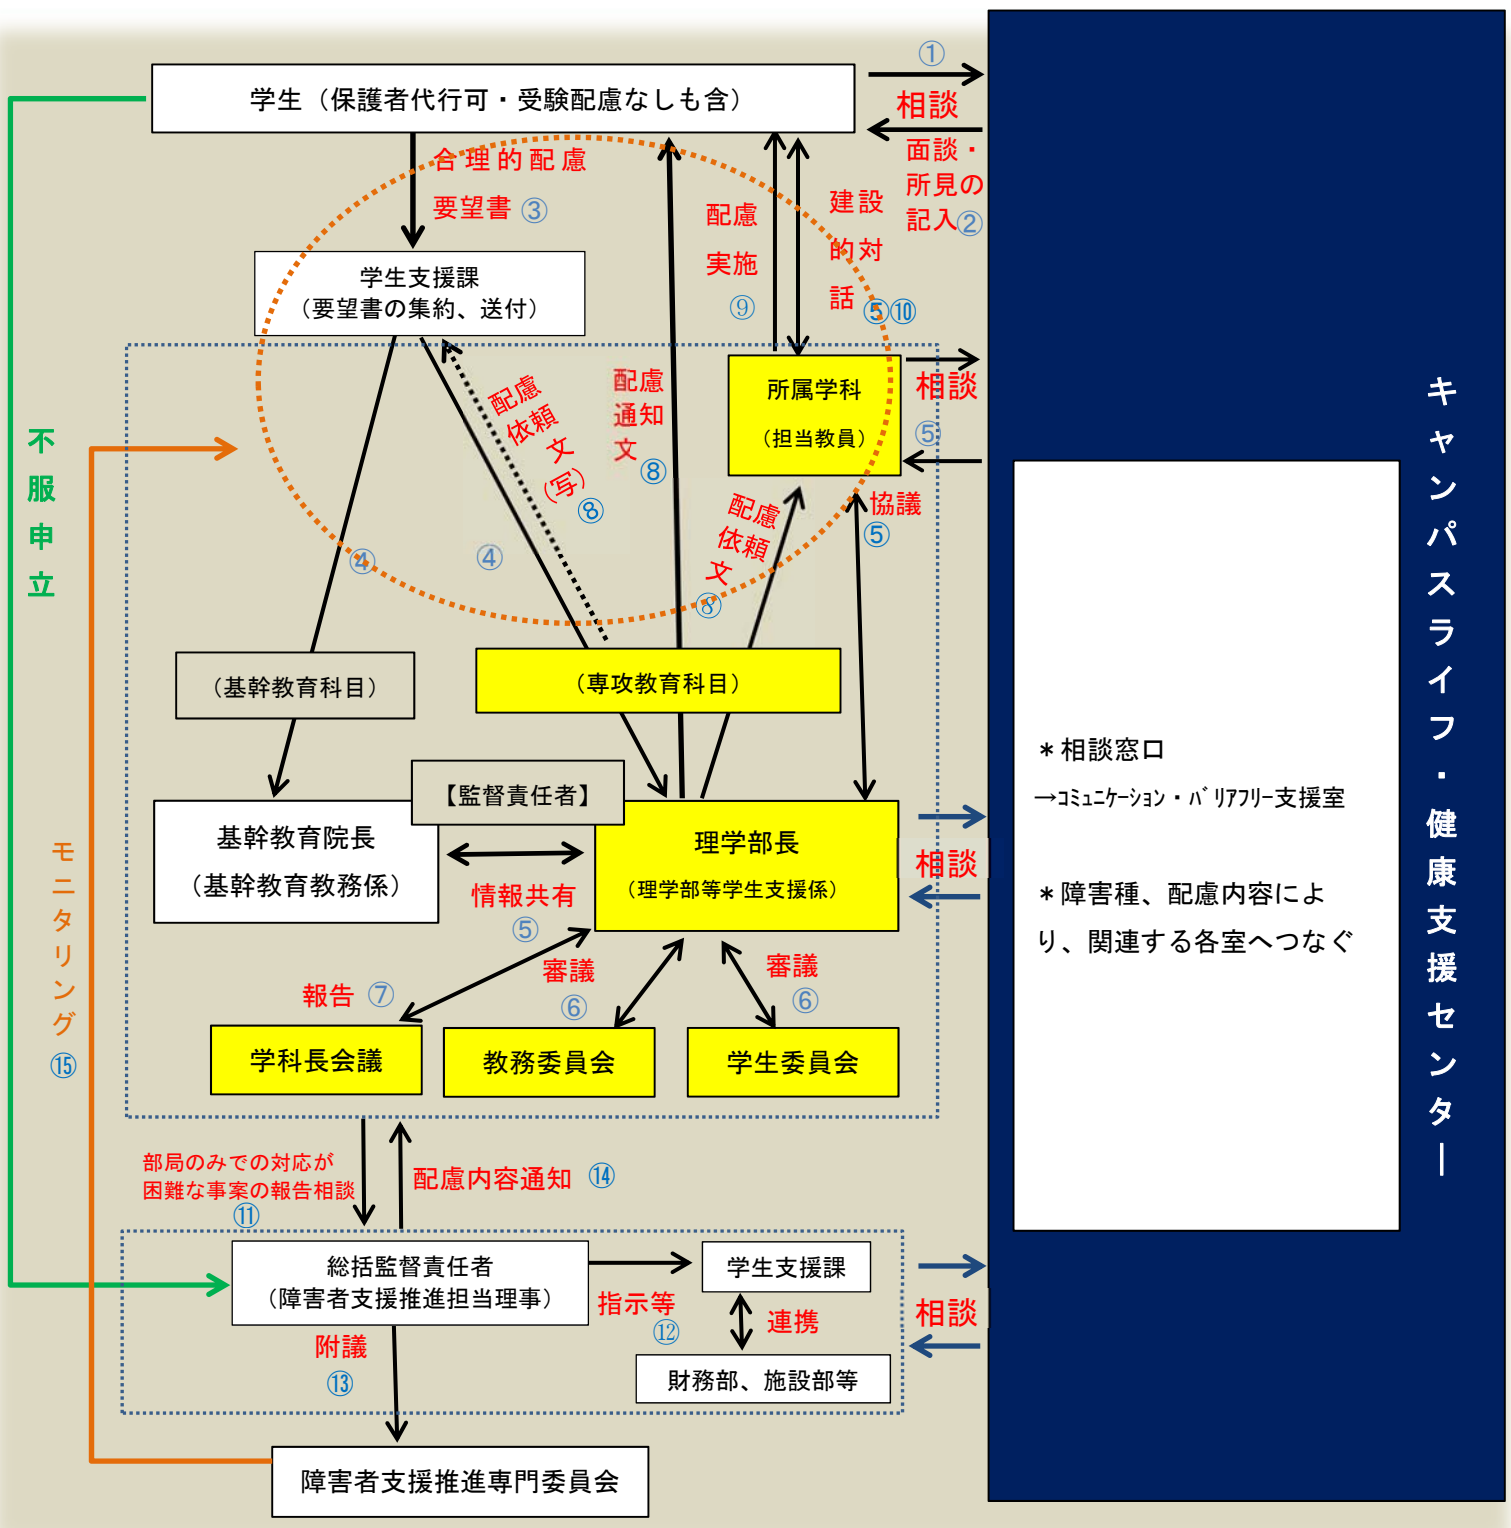 ①
学生（保護者代行可・受験配慮なしも含）
相談
面談・
所見の
記入②
合理的配慮
要望書 ③
配慮
実施
⑨
建設
的対
話 ⑤⑩
学生支援課
（要望書の集約、送付）
配慮
依頼
文
（写）
⑧
配慮
通知
文
⑧
所属学科
（担当教員）
相談
⑤
協議
⑤
配慮
依頼
文
⑧
④
④
不服申立
（基幹教育科目）
（専攻教育科目）
【監督責任者】
基幹教育院長
（基幹教育教務係）
理学部長
（理学部等学生支援係）
相談
情報共有
⑤
報告 ⑦
審議
⑥
審議
⑥
学科長会議
教務委員会
学生委員会
モニタリング
⑮
部局のみでの対応が
困難な事案の報告相談
⑪
配慮内容通知 ⑭
総括監督責任者
（障害者支援推進担当理事）
指示等
⑫
学生支援課
連携
財務部、施設部等
相談
附議
⑬
障害者支援推進専門委員会
＊相談窓口
→ｺﾐｭﾆｹｰｼｮﾝ・ﾊﾞﾘｱﾌﾘｰ支援室
＊障害種、配慮内容によ
り、関連する各室へつなぐ
キャンパスライフ・健康支援センター